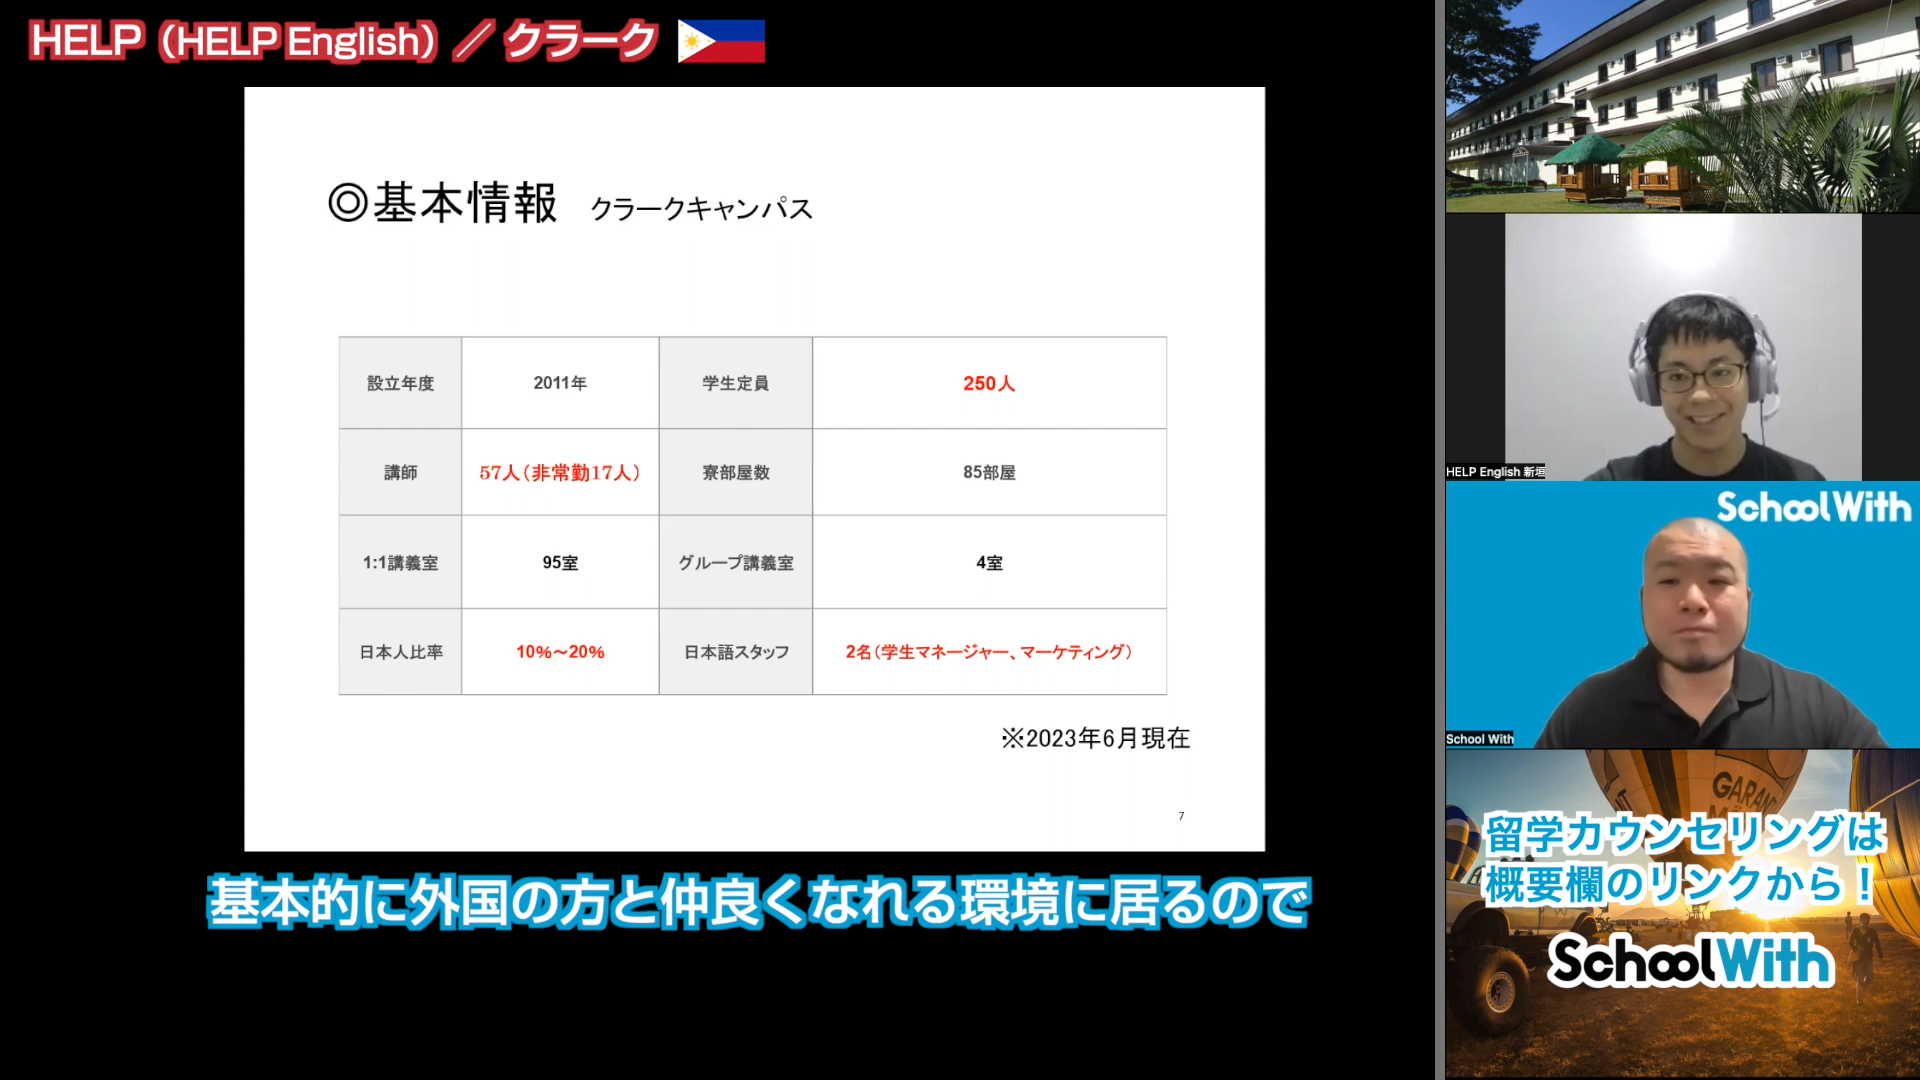 HELP（HELP English）／クラーク
◎基本情報 クラークキャンパス
設立年度 2011年 学生定員 250人
講師 57人（非常勤17人） 寮部屋数 85部屋
1:1講義室 95室 グループ講義室 4室
日本人比率 10%〜20% 日本語スタッフ 2名（学生マネージャー、マーケティング）
※2023年6月現在
7
基本的に外国の方と仲良くなれる環境に居るので
HELP English 新垣
SchoolWith
School With
GARAN
留学カウンセリングは
概要欄のリンクから！
SchoolWith